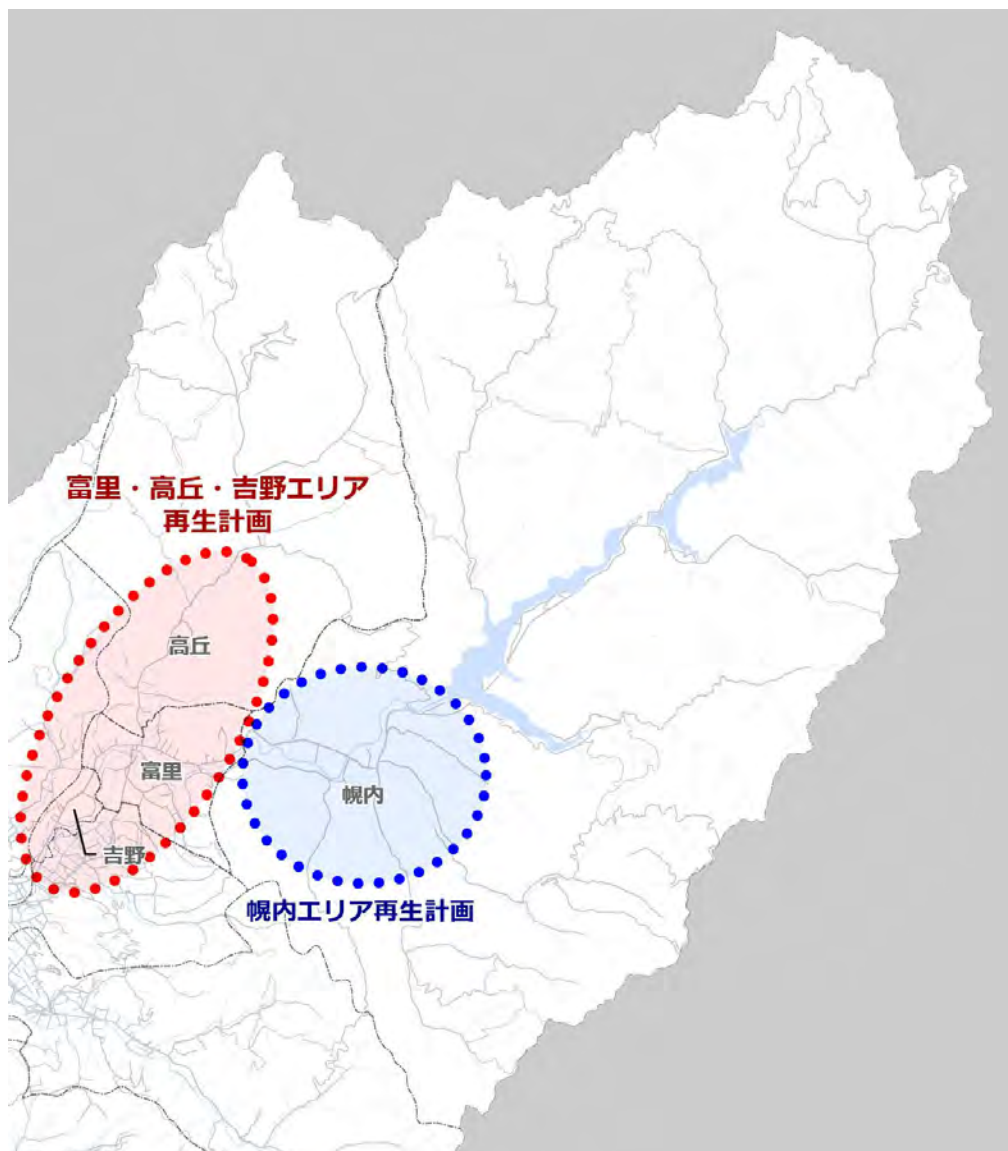 富里・高丘・吉野エリア
再生計画
高丘
富里
幌内
吉野
幌内エリア再生計画